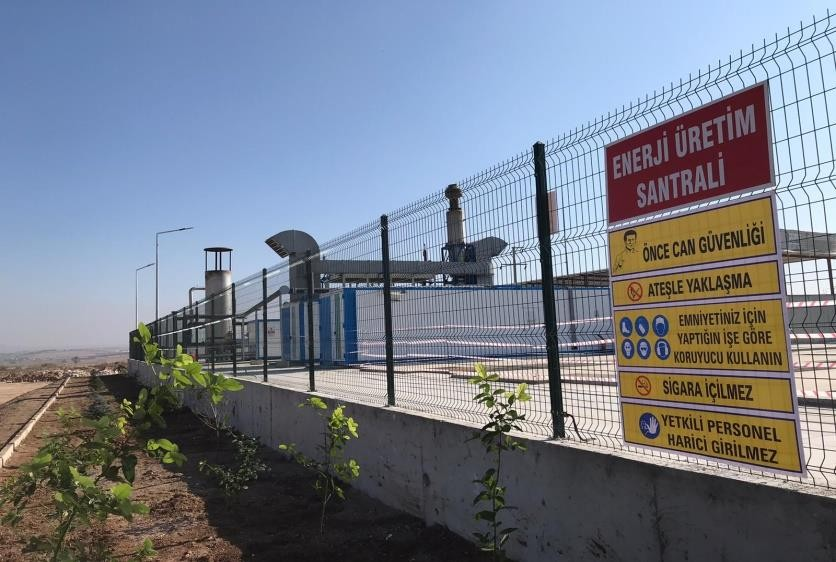 ENERJİ ÜRETİM
SANTRALİ
ÖNCE CAN GÜVENLİĞİ
ATEŞLE YAKLAŞMA
EMNİYETİNİZ İÇİN
YAPTIĞIN İŞE GÖRE
KORUYUCU KULLANIN
SİGARA İÇİLMEZ
YETKİLİ PERSONEL
HARİCİ GİRİLMEZ